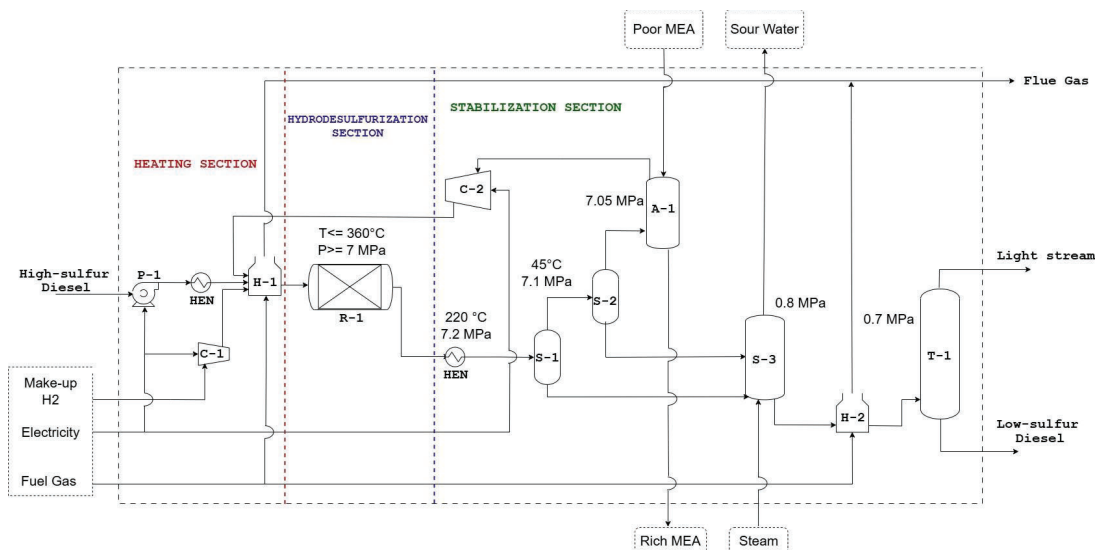 Poor MEA
Sour Water
Flue Gas
STABILIZATION SECTION
HYDRODESULFURIZATION
SECTION
HEATING SECTION
C-2
7.05 MPa
A-1
T<= 360°C
P>= 7 MPa
45°C
7.1 MPa
Light stream
High-sulfur
Diesel
P-1
HEN
H-1
R-1
S-2
0.8 MPa
0.7 MPa
220 °C
7.2 MPa
C-1
HEN
S-1
S-3
T-1
Make-up
H2
H-2
Electricity
Low-sulfur
Diesel
Fuel Gas
Rich MEA
Steam